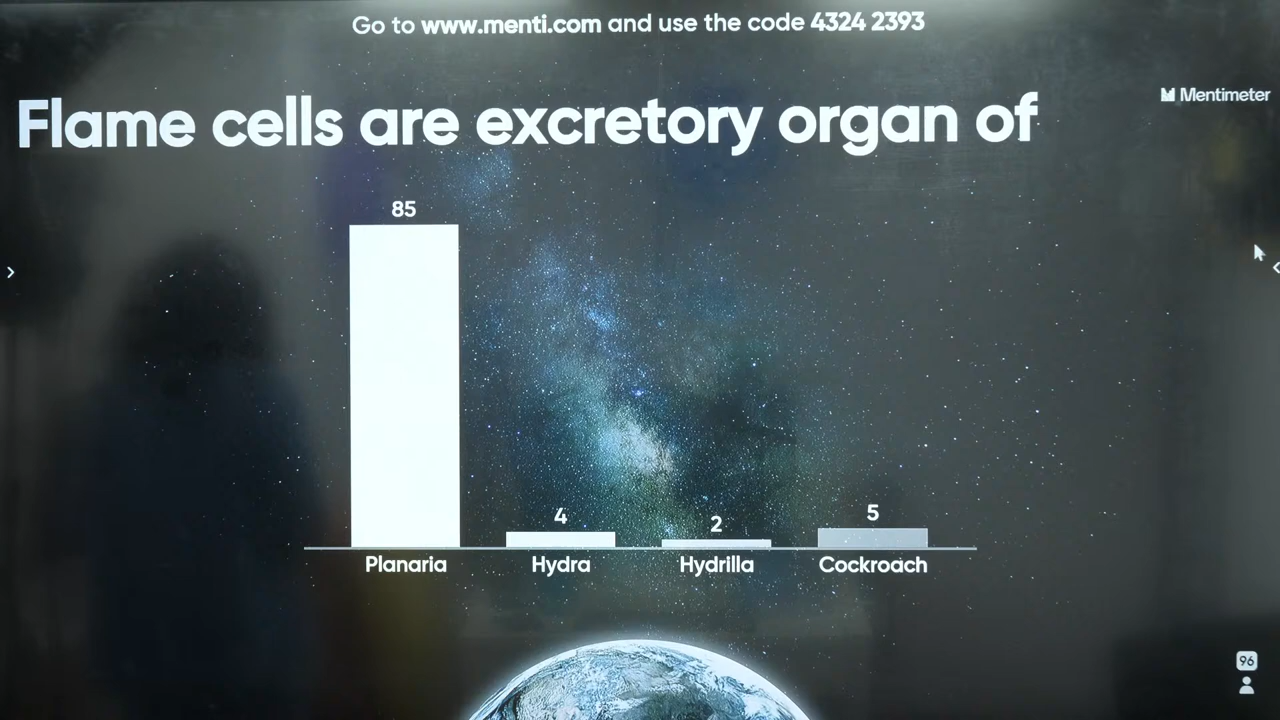 Go to www.menti.com and use the code 4324 2393
Mentimeter
Flame cells are excretory organ of
85
4
2
5
Planaria
Hydra
Hydrilla
Cockroach
96